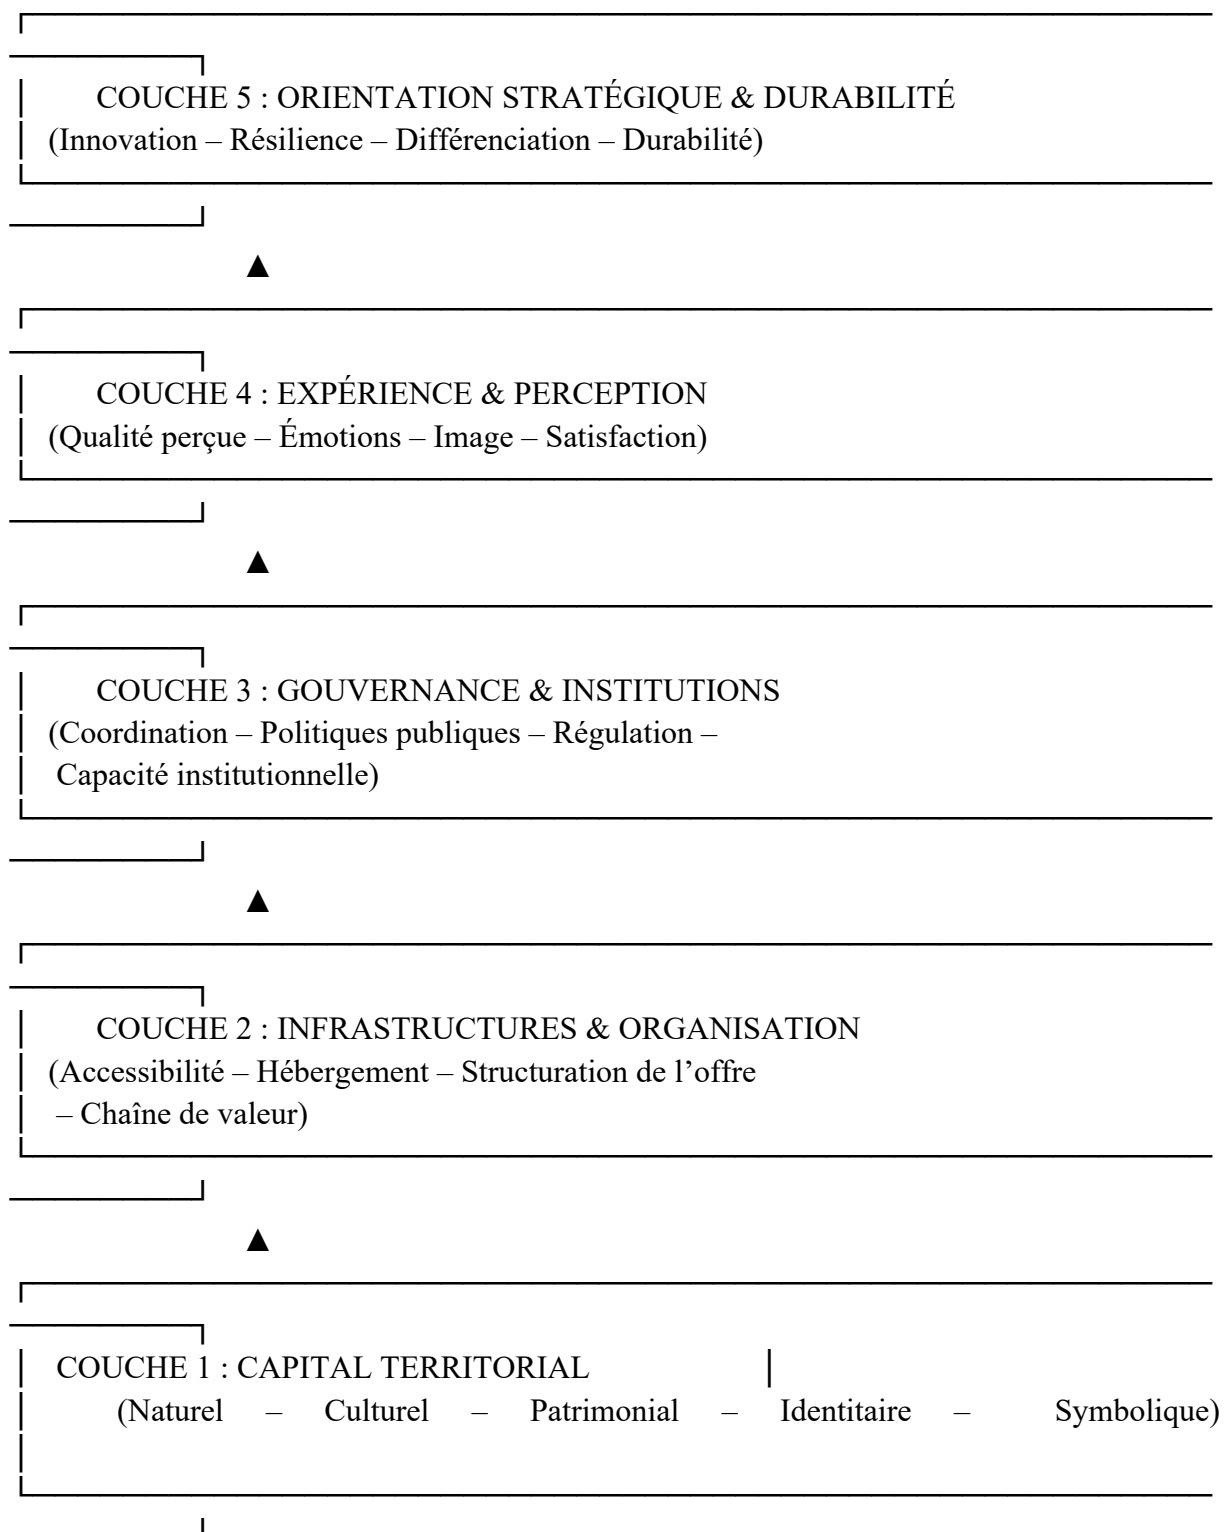 COUCHE 5 : ORIENTATION STRATÉGIQUE & DURABILITÉ
(Innovation – Résilience – Différenciation – Durabilité)
▲
COUCHE 4 : EXPÉRIENCE & PERCEPTION
(Qualité perçue – Émotions – Image – Satisfaction)
▲
COUCHE 3 : GOUVERNANCE & INSTITUTIONS
(Coordination – Politiques publiques – Régulation –
Capacité institutionnelle)
▲
COUCHE 2 : INFRASTRUCTURES & ORGANISATION
(Accessibilité – Hébergement – Structuration de l’offre
– Chaîne de valeur)
▲
COUCHE 1 : CAPITAL TERRITORIAL
(Naturel – Culturel – Patrimonial – Identitaire – Symbolique)